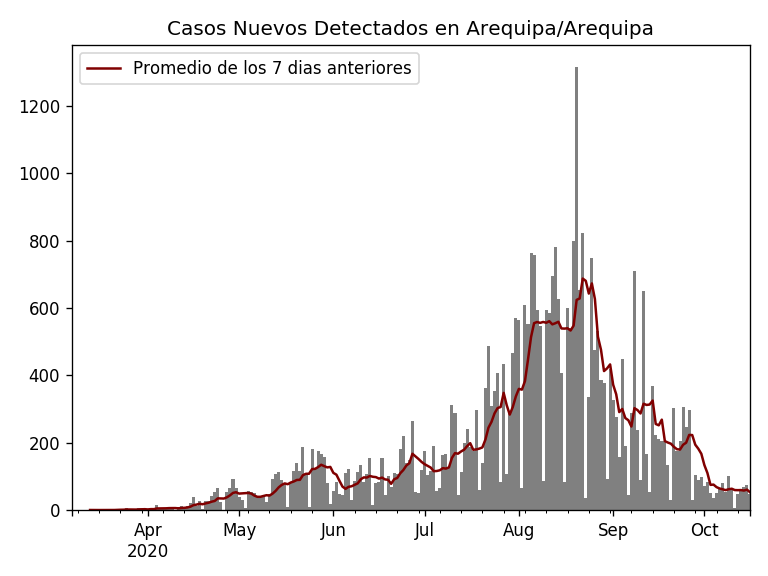 Casos Nuevos Detectados en Arequipa/Arequipa
Promedio de los 7 dias anteriores
1200
1000
800
600
400
200
0
Apr May Jun Jul Aug Sep Oct
2020